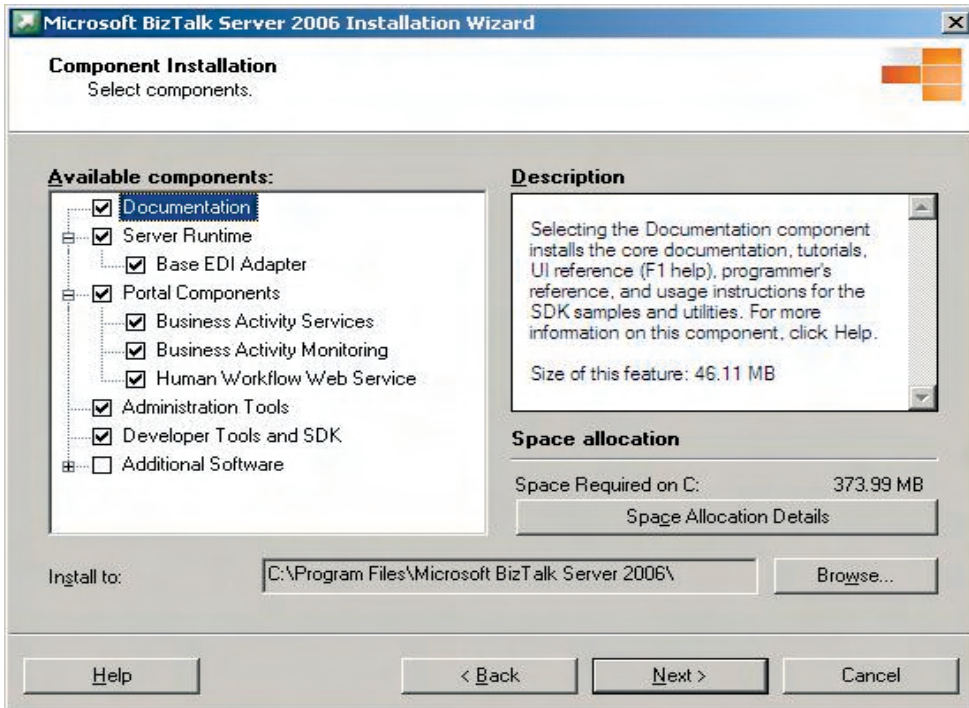 Microsoft BizTalk Server 2006 Installation Wizard
Component Installation
Select components.
Available components:
Documentation
Server Runtime
Base EDI Adapter
Portal Components
Business Activity Services
Business Activity Monitoring
Human Workflow Web Service
Administration Tools
Developer Tools and SDK
Additional Software
Description
Selecting the Documentation component
installs the core documentation, tutorials,
UI reference (F1 help), programmer's
reference, and usage instructions for the
SDK samples and utilities. For more
information on this component, click Help.
Size of this feature: 46.11 MB
Space allocation
Space Required on C: 373.99 MB
Space Allocation Details
Install to: C:\Program Files\Microsoft BizTalk Server 2006\ Browse...
Help < Back Next > Cancel